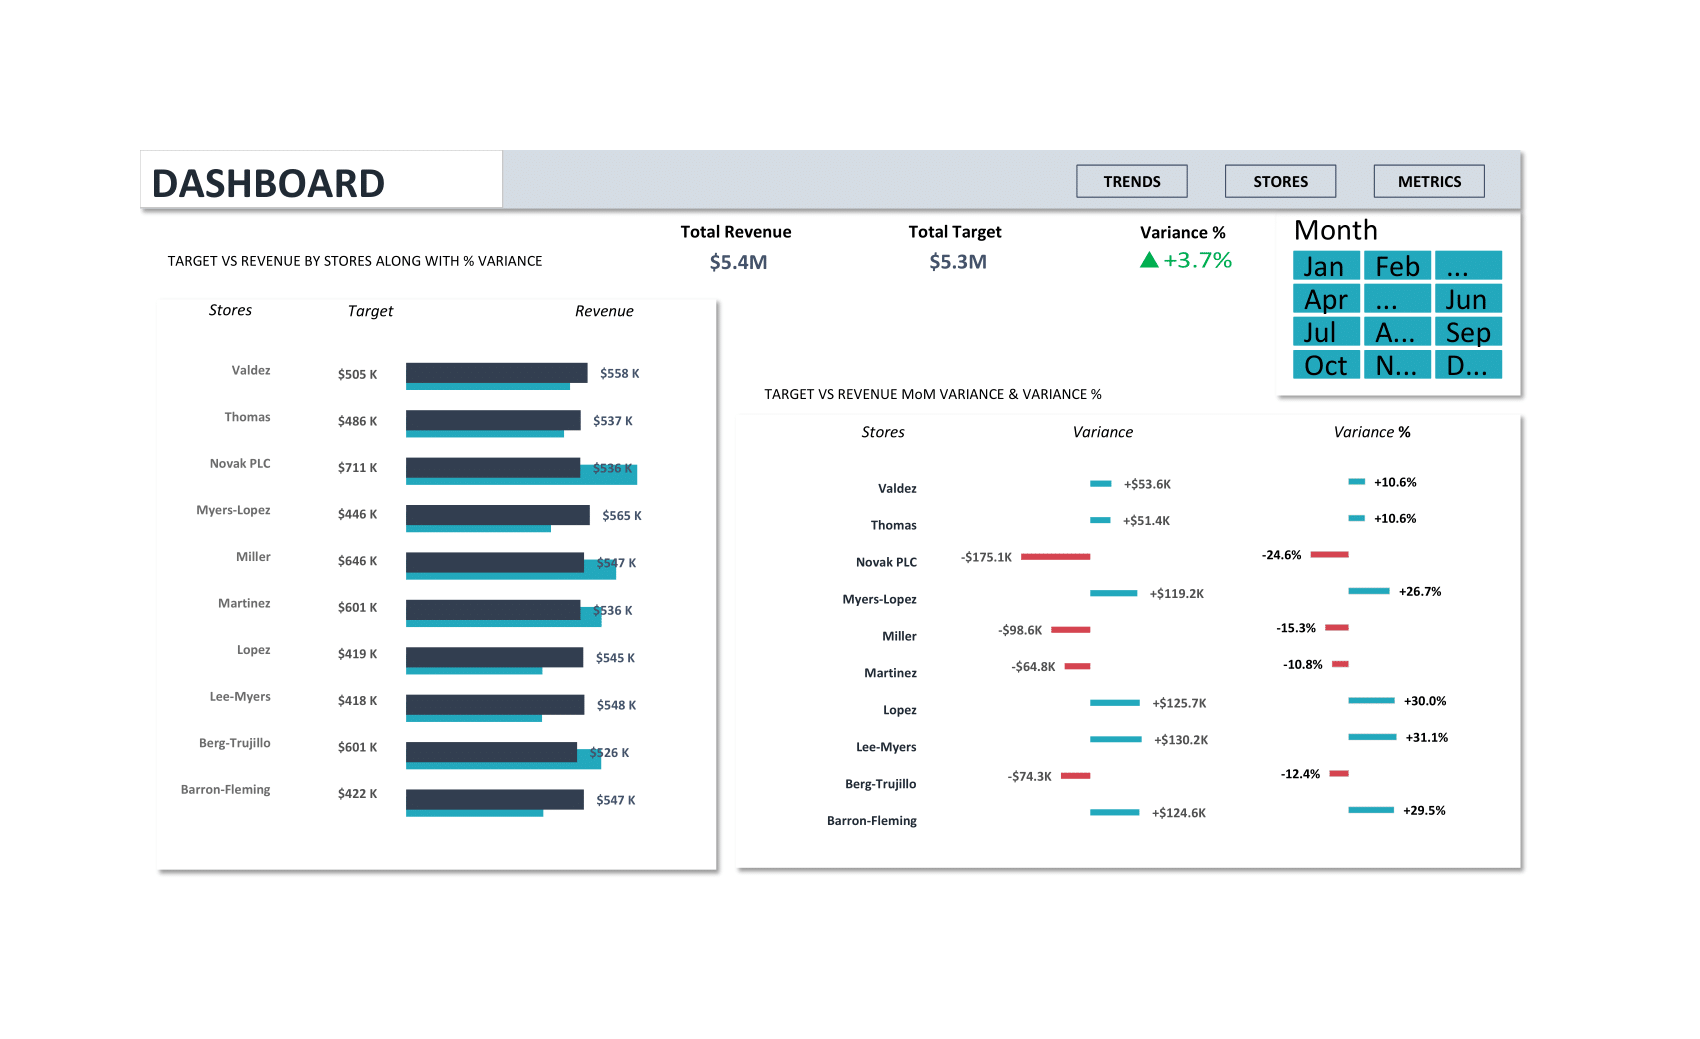 DASHBOARD
TRENDS STORES METRICS
Total Revenue Total Target Variance %
$5.4M $5.3M ▲+3.7%
TARGET VS REVENUE BY STORES ALONG WITH % VARIANCE
Month
Jan Feb ...
Apr ... Jun
Jul A... Sep
Oct N... D...
Stores Target Revenue
Valdez $505 K $558 K
Thomas $486 K $537 K
Novak PLC $711 K $536 K
Myers-Lopez $446 K $565 K
Miller $646 K $547 K
Martinez $601 K $536 K
Lopez $419 K $545 K
Lee-Myers $418 K $548 K
Berg-Trujillo $601 K $526 K
Barron-Fleming $422 K $547 K
TARGET VS REVENUE MoM VARIANCE & VARIANCE %
Stores Variance Variance %
Valdez +$53.6K +10.6%
Thomas +$51.4K +10.6%
Novak PLC -$175.1K -24.6%
Myers-Lopez +$119.2K +26.7%
Miller -$98.6K -15.3%
Martinez -$64.8K -10.8%
Lopez +$125.7K +30.0%
Lee-Myers +$130.2K +31.1%
Berg-Trujillo -$74.3K -12.4%
Barron-Fleming +$124.6K +29.5%